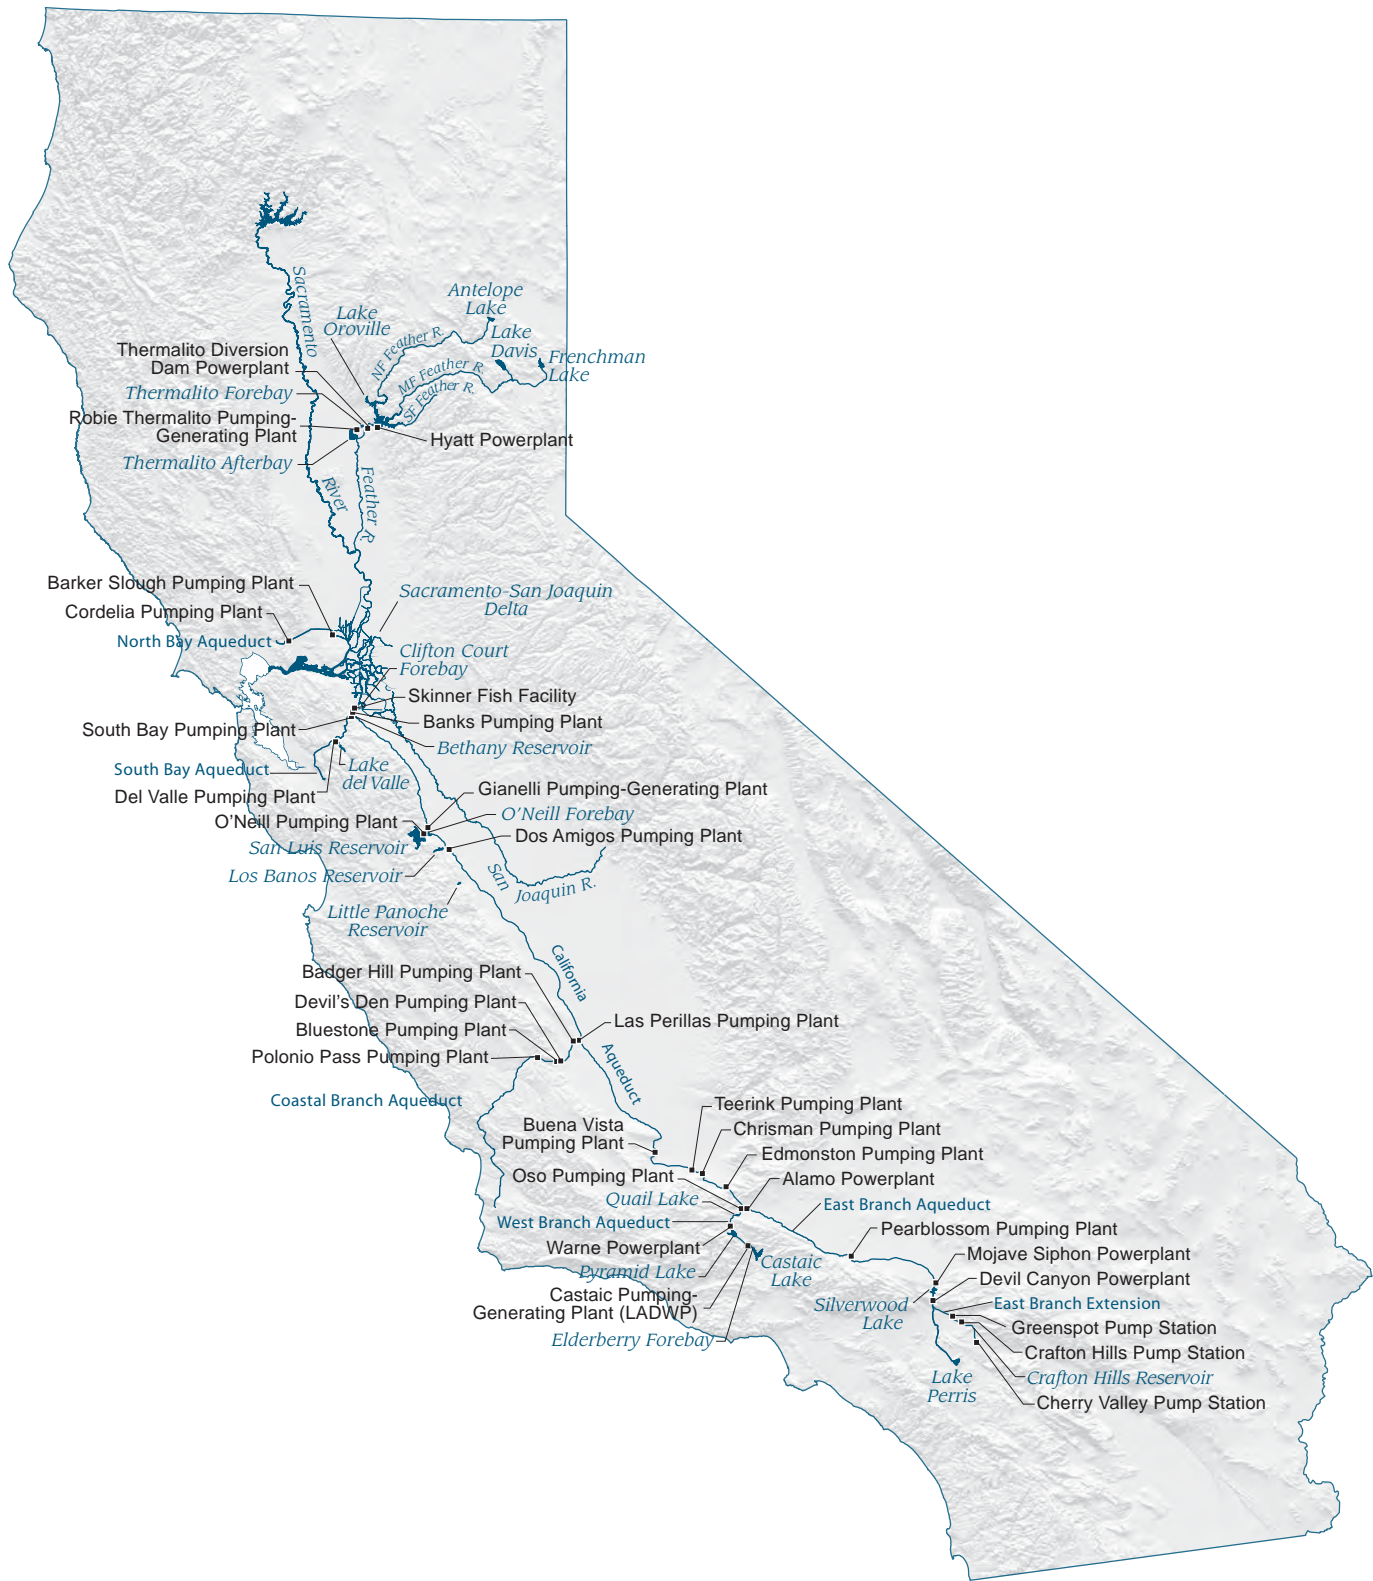 Sacramento
River
Antelope
Lake
Lake
Oroville
Lake
Davis
Frenchman
Lake
NF Feather R.
MF Feather R.
SF Feather R.
Thermalito Diversion
Dam Powerplant
Thermalito Forebay
Robie Thermalito Pumping-
Generating Plant
Hyatt Powerplant
Thermalito Afterbay
Feather R.
Barker Slough Pumping Plant
Cordelia Pumping Plant
North Bay Aqueduct
Sacramento-San Joaquin
Delta
Clifton Court
Forebay
Skinner Fish Facility
Banks Pumping Plant
South Bay Pumping Plant
Bethany Reservoir
South Bay Aqueduct
Lake
del Valle
Del Valle Pumping Plant
Gianelli Pumping-Generating Plant
O'Neill Forebay
O'Neill Pumping Plant
Dos Amigos Pumping Plant
San Luis Reservoir
Los Banos Reservoir
San
Joaquin R.
Little Panoche
Reservoir
California
Aqueduct
Badger Hill Pumping Plant
Devil's Den Pumping Plant
Las Perillas Pumping Plant
Bluestone Pumping Plant
Polonio Pass Pumping Plant
Coastal Branch Aqueduct
Teerink Pumping Plant
Buena Vista
Pumping Plant
Chrisman Pumping Plant
Edmonston Pumping Plant
Oso Pumping Plant
Alamo Powerplant
Quail Lake
East Branch Aqueduct
West Branch Aqueduct
Pearblossom Pumping Plant
Warne Powerplant
Mojave Siphon Powerplant
Pyramid Lake
Castaic
Lake
Devil Canyon Powerplant
Castaic Pumping-
Generating Plant (LADWP)
Silverwood
Lake
East Branch Extension
Greenspot Pump Station
Elderberry Forebay
Crafton Hills Pump Station
Lake
Perris
Crafton Hills Reservoir
Cherry Valley Pump Station